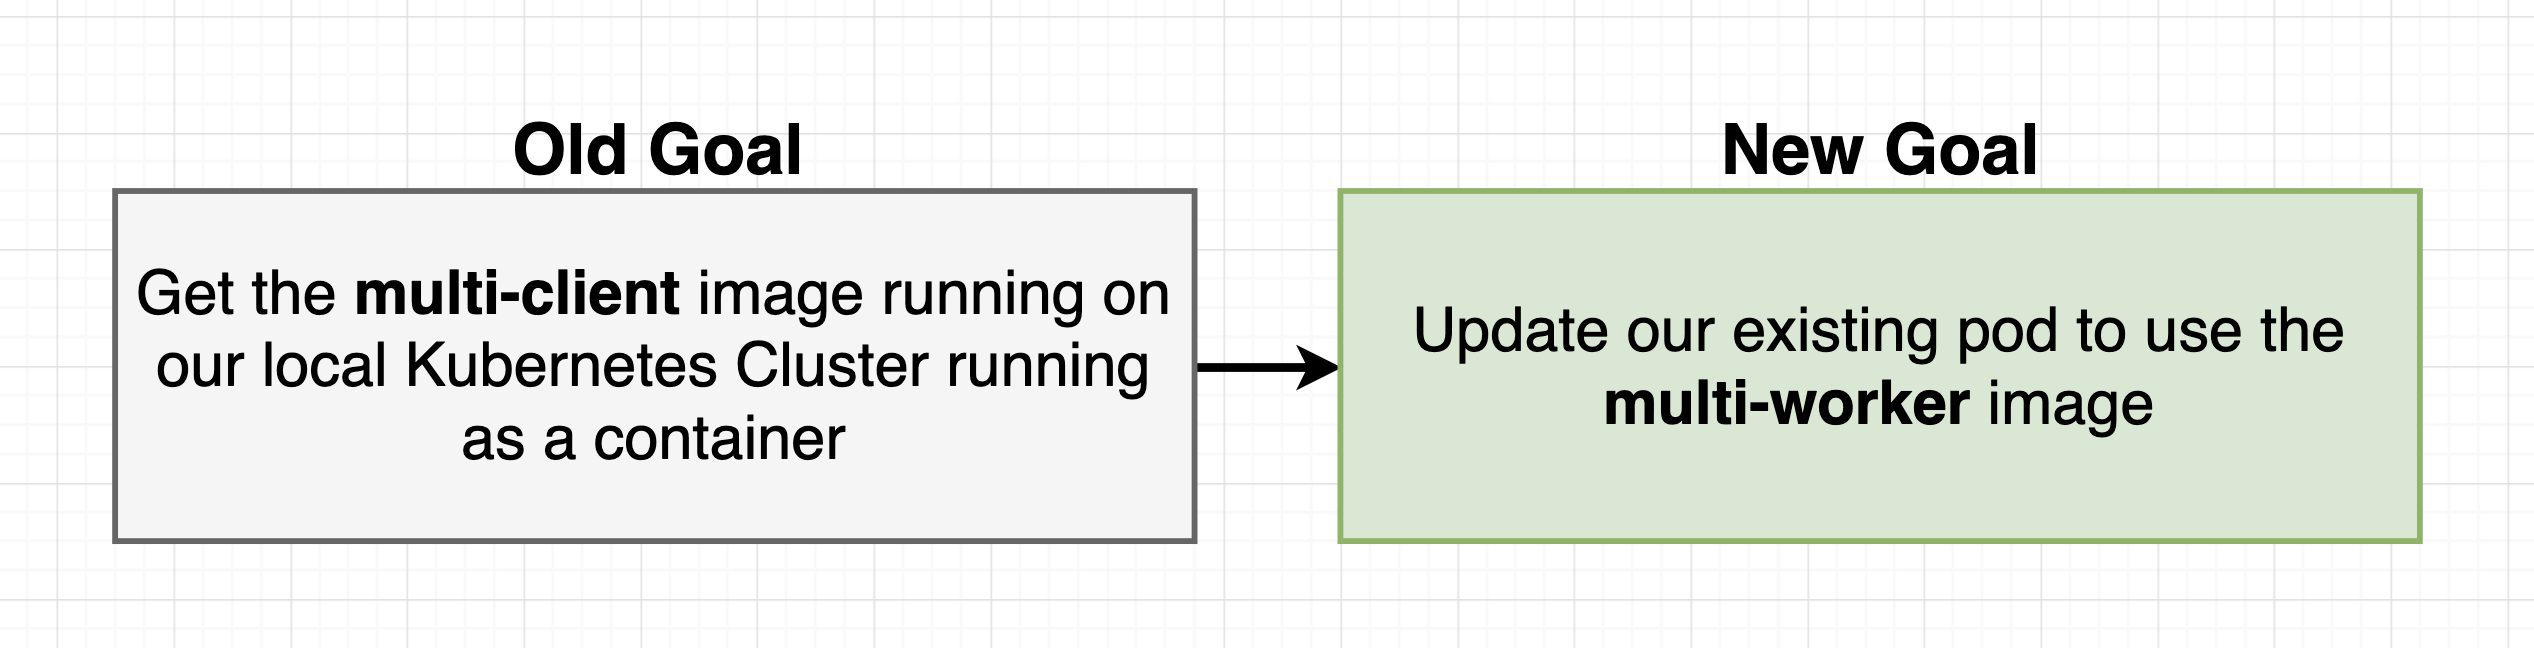 Old Goal
Get the multi-client image running on
our local Kubernetes Cluster running
as a container
New Goal
Update our existing pod to use the
multi-worker image